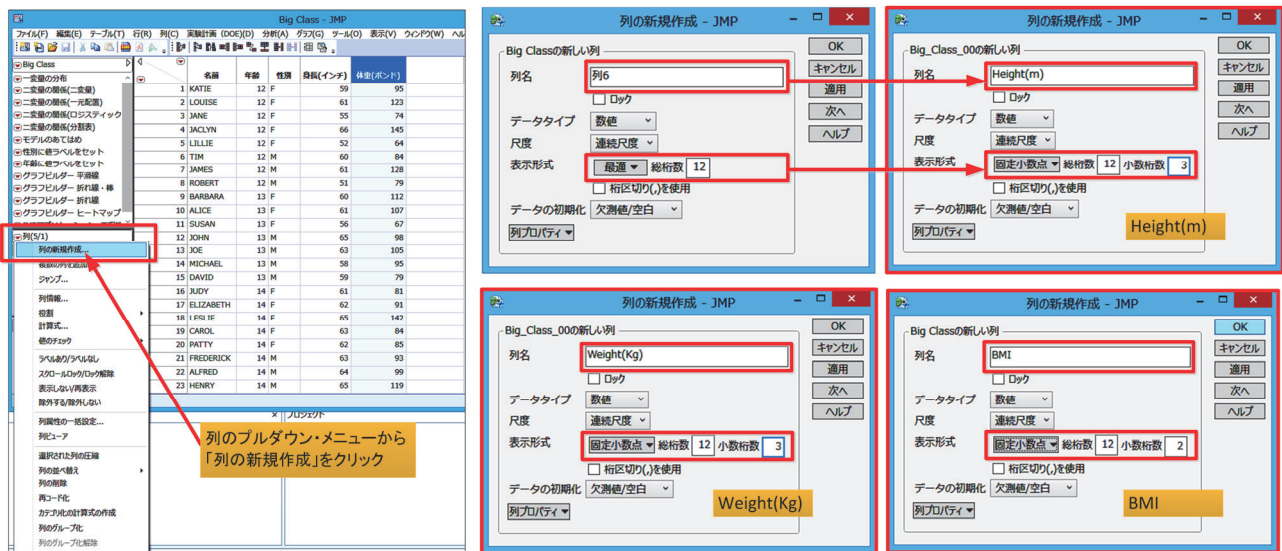 Big Class - JMP
ファイル(F) 編集(E) テーブル(T) 行(R) 列(C) 実験計画 (DOE)(D) 分析(A) グラフ(G) ツール(O) 表示(V) ウィンドウ(W) ヘル
Big Class
一変量の分布
二変量の関係(二変量)
二変量の関係(一元配置)
二変量の関係(ロジスティック
二変量の関係(分割表)
モデルのあてはめ
性別に値ラベルをセット
年齢に値ラベルをセット
グラフビルダー 平滑線
グラフビルダー 折れ線・棒
グラフビルダー 折れ線
グラフビルダー ヒートマップ
列(5/1)
列の新規作成...
複数の列を追加
ジャンプ...
列情報...
役割
計算式...
値のチェック
ラベルあり/ラベルなし
スクロールロック/ロック解除
表示しない/再表示
除外する/除外しない
列属性の一括設定...
列ビューア
選択された列の圧縮
列の並べ替え
列の削除
再コード化
カテゴリ化の計算式の作成
列のグループ化
列のグループ化解除
名前 年齢 性別 身長(インチ) 体重(ポンド)
1 KATIE 12 F 59 95
2 LOUISE 12 F 61 123
3 JANE 12 F 55 74
4 JACLYN 12 F 66 145
5 LILLIE 12 F 52 64
6 TIM 12 M 60 84
7 JAMES 12 M 61 128
8 ROBERT 12 M 51 79
9 BARBARA 13 F 60 112
10 ALICE 13 F 61 107
11 SUSAN 13 F 56 67
12 JOHN 13 M 65 98
13 JOE 13 M 63 105
14 MICHAEL 13 M 58 95
15 DAVID 13 M 59 79
16 JUDY 14 F 61 81
17 ELIZABETH 14 F 62 91
18 LESLIE 14 F 65 142
19 CAROL 14 F 63 84
20 PATTY 14 F 62 85
21 FREDERICK 14 M 63 93
22 ALFRED 14 M 64 99
23 HENRY 14 M 65 119
プロジェクト
列のプルダウン・メニューから
「列の新規作成」をクリック
列の新規作成 - JMP
Big Classの新しい列
列名 列6
ロック
データタイプ 数値
尺度 連続尺度
表示形式 最適 総桁数 12
桁区切り(,)を使用
データの初期化 欠測値/空白
列プロパティ
OK
キャンセル
適用
次へ
ヘルプ
列の新規作成 - JMP
Big_Class_00の新しい列
列名 Height(m)
ロック
データタイプ 数値
尺度 連続尺度
表示形式 固定小数点 総桁数 12 小数桁数 3
桁区切り(,)を使用
データの初期化 欠測値/空白
列プロパティ
OK
キャンセル
適用
次へ
ヘルプ
Height(m)
列の新規作成 - JMP
Big_Class_00の新しい列
列名 Weight(Kg)
ロック
データタイプ 数値
尺度 連続尺度
表示形式 固定小数点 総桁数 12 小数桁数 3
桁区切り(,)を使用
データの初期化 欠測値/空白
列プロパティ
OK
キャンセル
適用
次へ
ヘルプ
Weight(Kg)
列の新規作成 - JMP
Big Classの新しい列
列名 BMI
ロック
データタイプ 数値
尺度 連続尺度
表示形式 固定小数点 総桁数 12 小数桁数 2
桁区切り(,)を使用
データの初期化 欠測値/空白
列プロパティ
OK
キャンセル
適用
次へ
ヘルプ
BMI